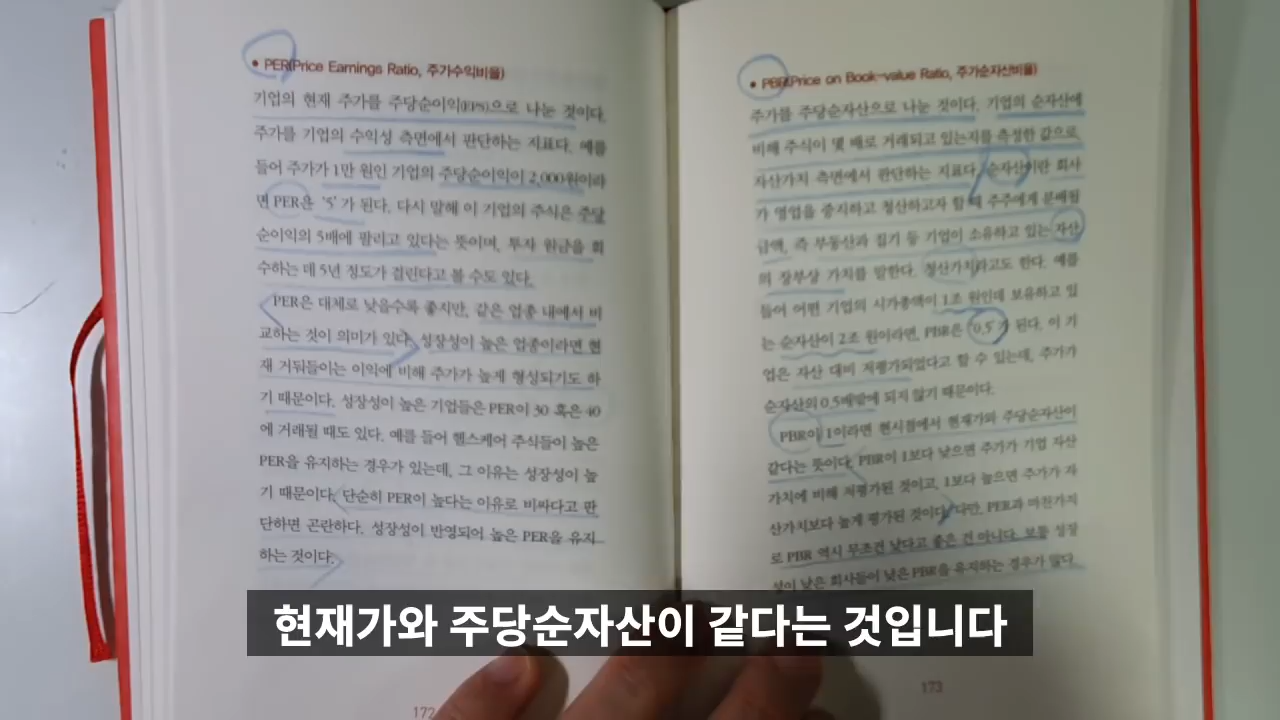 • PER(Price Earnings Ratio, 주가수익비율)
기업의 현재 주가를 주당순이익(EPS)으로 나눈 것이다.
주가를 기업의 수익성 측면에서 판단하는 지표다. 예를
들어 주가가 1만 원인 기업의 주당순이익이 2,000원이라
면 PER은 '5'가 된다. 다시 말해 이 기업의 주식은 주당
순이익의 5배에 팔리고 있다는 뜻이며, 투자 원금을 회
수하는 데 5년 정도가 걸린다고 볼 수도 있다.
PER은 대체로 낮을수록 좋지만, 같은 업종 내에서 비
교하는 것이 의미가 있다. 성장성이 높은 업종이라면 현
재 거둬들이는 이익에 비해 주가가 높게 형성되기도 하
기 때문이다. 성장성이 높은 기업들은 PER이 30 혹은 40
에 거래될 때도 있다. 예를 들어 헬스케어 주식들이 높은
PER을 유지하는 경우가 있는데, 그 이유는 성장성이 높
기 때문이다. 단순히 PER이 높다는 이유로 비싸다고 판
단하면 곤란하다. 성장성이 반영되어 높은 PER을 유지
하는 것이다.
172
• PBR(Price on Book-value Ratio, 주가순자산비율)
주가를 주당순자산으로 나눈 것이다. 기업의 순자산에
비해 주식이 몇 배로 거래되고 있는지를 측정한 값으로,
자산가치 측면에서 판단하는 지표다. 순자산이란 회사
가 영업을 중지하고 청산하고자 할 때 주주에게 분배될
금액, 즉 부동산과 집기 등 기업이 소유하고 있는 자산
의 장부상 가치를 말한다. 청산가치라고도 한다. 예를
들어 어떤 기업의 시가총액이 1조 원인데 보유하고 있
는 순자산이 2조 원이라면, PBR은 '0.5'가 된다. 이 기
업은 자산 대비 저평가되었다고 할 수 있는데, 주가가
순자산의 0.5배밖에 되지 않기 때문이다.
PBR이 1이라면 현시점에서 현재가와 주당순자산이
같다는 뜻이다. PBR이 1보다 낮으면 주가가 기업 자산
가치에 비해 저평가된 것이고, 1보다 높으면 주가가 자
산가치보다 높게 평가된 것이다. 다만, PER과 마찬가지
로 PBR 역시 무조건 낮다고 좋은 건 아니다. 보통 성장
성이 낮은 회사들이 낮은 PBR을 유지하는 경우가 많다.
173
현재가와 주당순자산이 같다는 것입니다